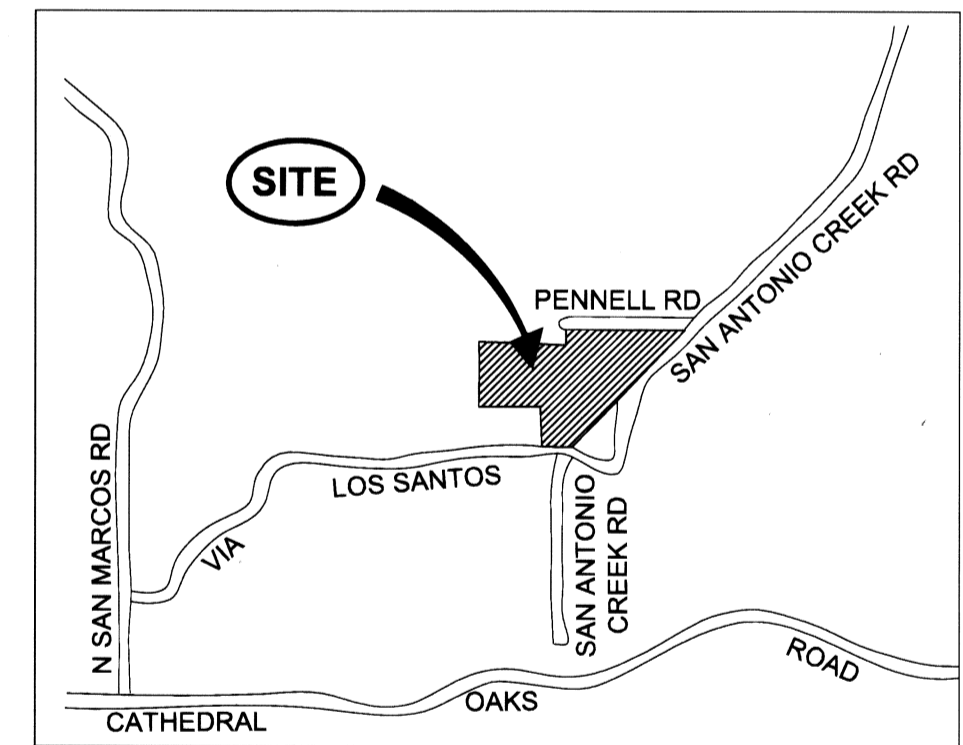 SITE
PENNELL RD
SAN ANTONIO CREEK RD
N SAN MARCOS RD
VIA
LOS SANTOS
SAN ANTONIO
CREEK RD
CATHEDRAL
OAKS
ROAD